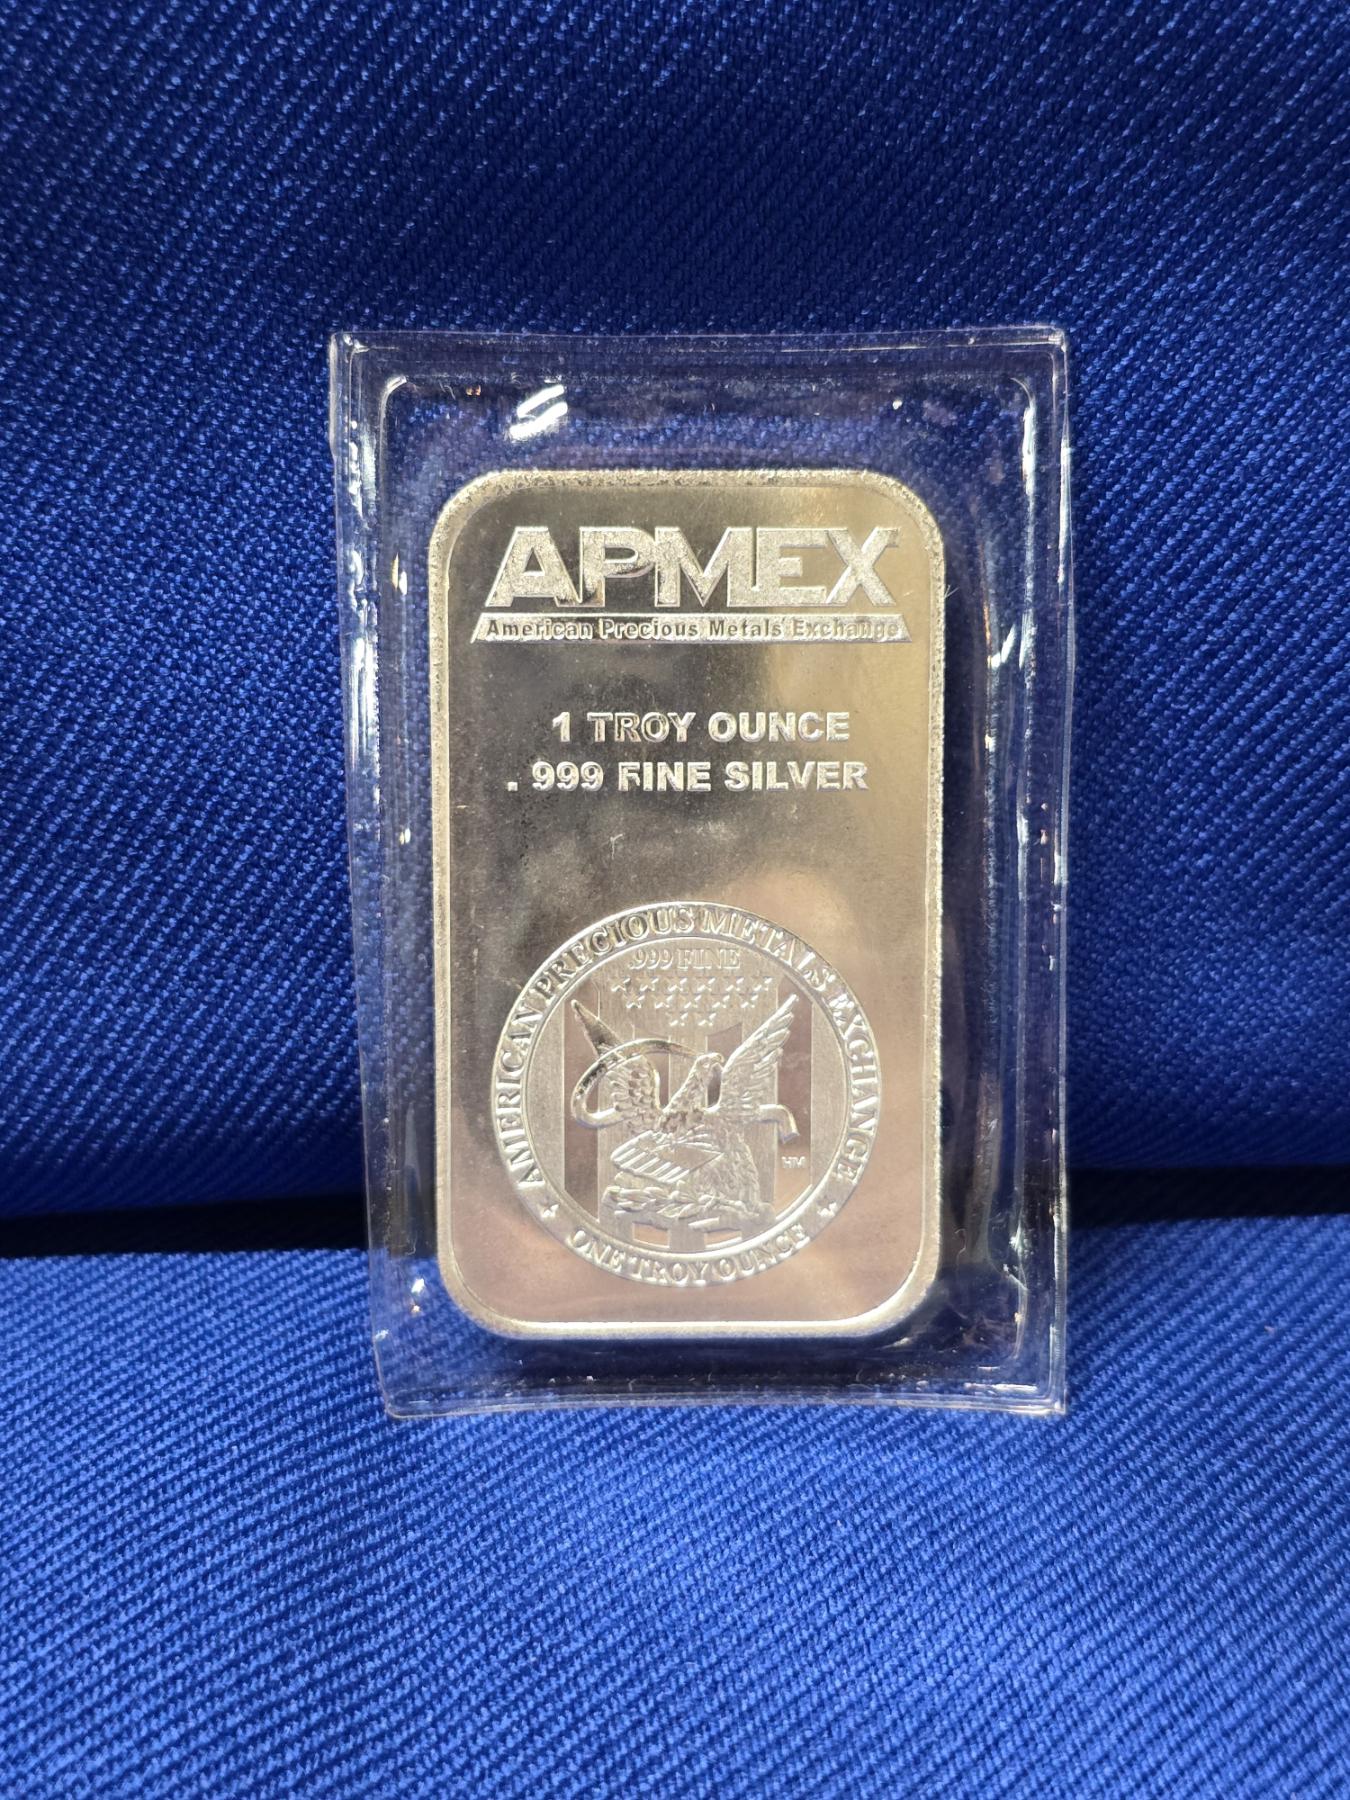 APMEX
American Precious Metals Exchange
1 TROY OUNCE
. 999 FINE SILVER
AMERICAN PRECIOUS METALS EXCHANGE
.999 FINE
HM
ONE TROY OUNCE